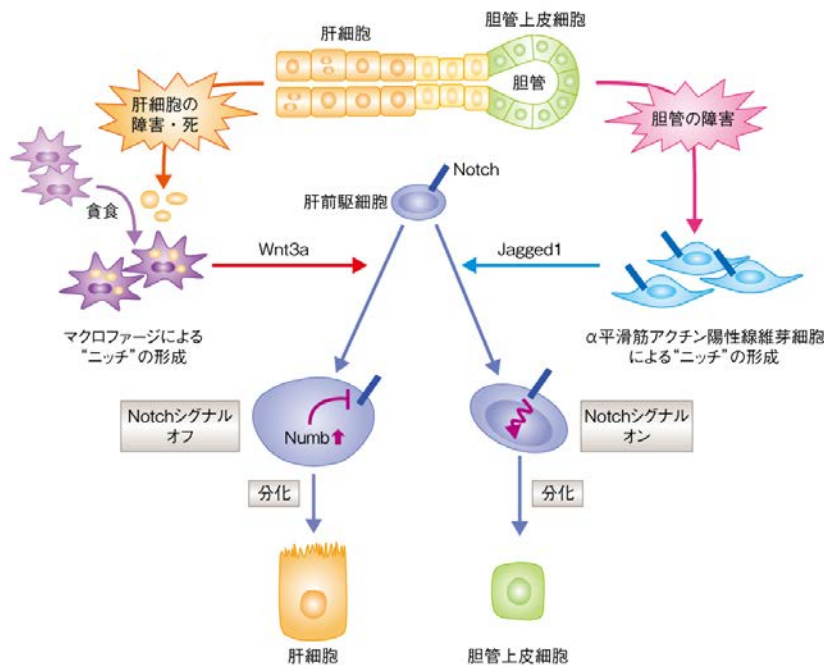 肝細胞
胆管上皮細胞
胆管
肝細胞の
障害・死
胆管の障害
貪食
Notch
肝前駆細胞
Wnt3a
Jagged1
マクロファージによる
“ニッチ”の形成
α平滑筋アクチン陽性線維芽細胞
による“ニッチ”の形成
Notchシグナル
オフ
Numb
Notchシグナル
オン
分化
分化
肝細胞
胆管上皮細胞